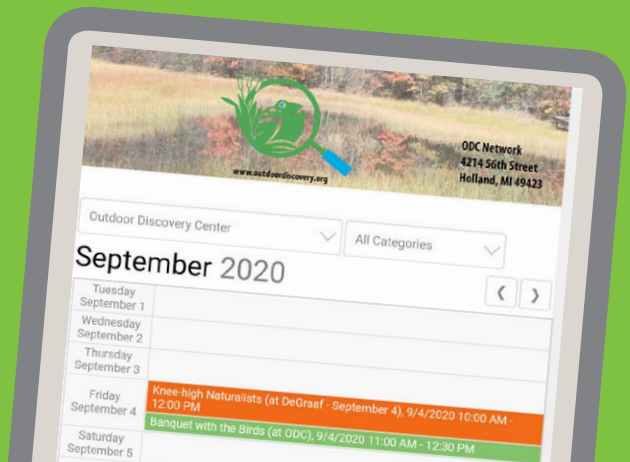 www.outdoordiscovery.org
ODC Network
4214 56th Street
Holland, MI 49423
Outdoor Discovery Center
All Categories
September 2020
Tuesday
September 1
Wednesday
September 2
Thursday
September 3
Friday
September 4
Knee-high Naturalists (at DeGraaf - September 4), 9/4/2020 10:00 AM -
12:00 PM
Banquet with the Birds (at ODC), 9/4/2020 11:00 AM - 12:30 PM
Saturday
September 5